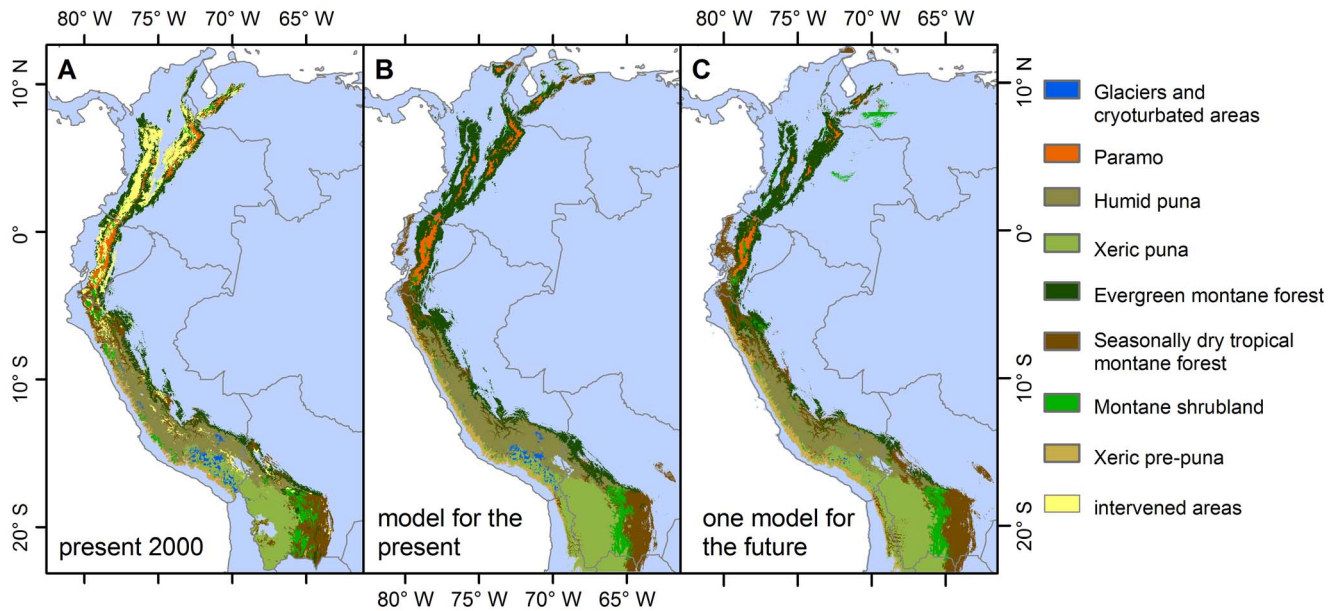 80° W 75° W 70° W 65° W 80° W 75° W 70° W 65° W
A
B
C
10° N
0°
10° S
20° S
10° N
0°
10° S
20° S
present 2000
model for the
present
one model for
the future
80° W 75° W 70° W 65° W
Glaciers and
cryoturbated areas
Paramo
Humid puna
Xeric puna
Evergreen montane forest
Seasonally dry tropical
montane forest
Montane shrubland
Xeric pre-puna
intervened areas